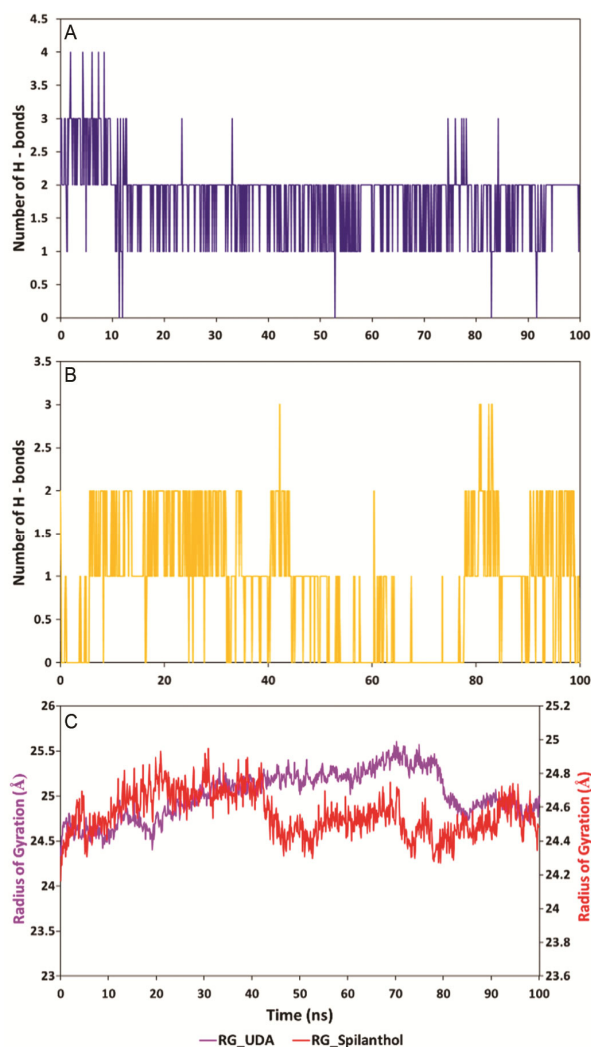 A
Number of H - bonds
4.5
4
3.5
3
2.5
2
1.5
1
0.5
0
0 10 20 30 40 50 60 70 80 90 100
B
Number of H - bonds
3.5
3
2.5
2
1.5
1
0.5
0
0 20 40 60 80 100
C
Radius of Gyration (Å)
26
25.5
25
24.5
24
23.5
23
25.2
25
24.8
24.6
24.4
24.2
24
23.8
23.6
Radius of Gyration (Å)
0 10 20 30 40 50 60 70 80 90 100
Time (ns)
RG_UDA RG_Spilanthol